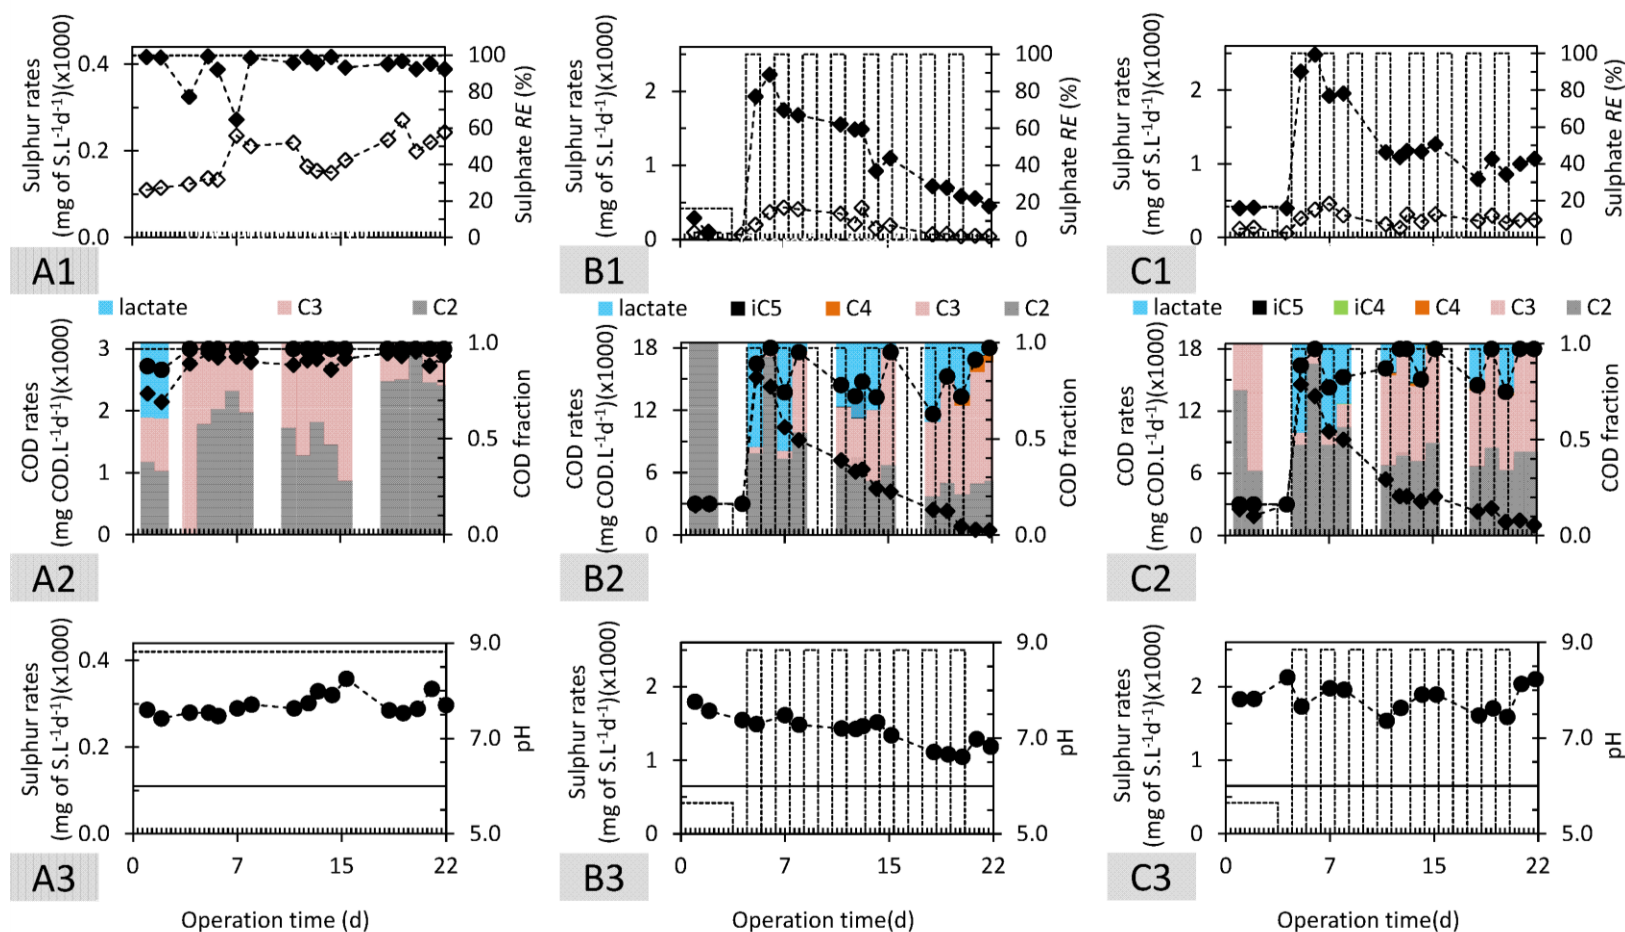 Sulphur rates
(mg of S.L⁻¹d⁻¹)(x1000)
0.4
0.2
0.0
100
80
60
40
20
0
Sulphate RE (%)
A1
Sulphur rates
(mg of S.L⁻¹d⁻¹)(x1000)
2
1
0
100
80
60
40
20
0
Sulphate RE (%)
B1
Sulphur rates
(mg of S.L⁻¹d⁻¹)(x1000)
2
1
0
100
80
60
40
20
0
Sulphate RE (%)
C1
lactate C3 C2
COD rates
(mg COD.L⁻¹d⁻¹)(x1000)
3
2
1
0
1.0
0.5
0.0
COD fraction
A2
lactate iC5 C4 C3 C2
COD rates
(mg COD.L⁻¹d⁻¹)(x1000)
18
12
6
0
1.0
0.5
0.0
COD fraction
B2
lactate iC5 iC4 C4 C3 C2
COD rates
(mg COD.L⁻¹d⁻¹)(x1000)
18
12
6
0
1.0
0.5
0.0
COD fraction
C2
Sulphur rates
(mg of S.L⁻¹d⁻¹)(x1000)
0.4
0.2
0.0
9.0
7.0
5.0
pH
0 7 15 22
A3
Operation time (d)
Sulphur rates
(mg of S.L⁻¹d⁻¹)(x1000)
2
1
0
9.0
7.0
5.0
pH
0 7 15 22
B3
Operation time(d)
Sulphur rates
(mg of S.L⁻¹d⁻¹)(x1000)
2
1
0
9.0
7.0
5.0
pH
0 7 15 22
C3
Operation time(d)